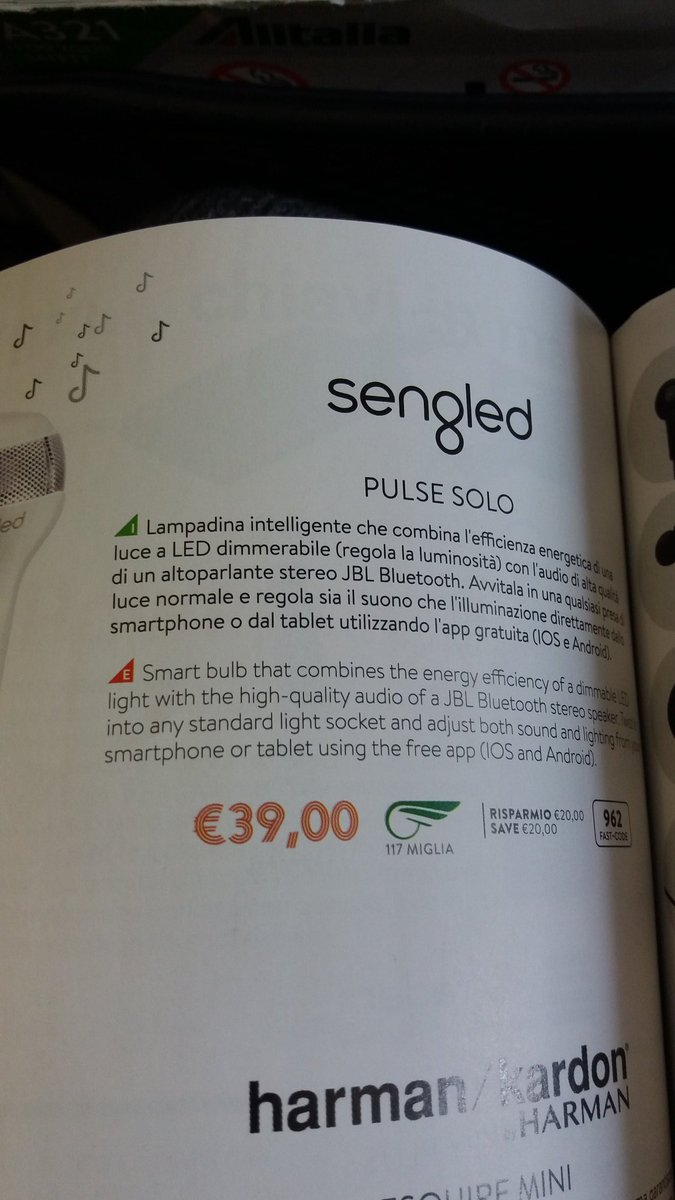 A321
Alitalia
sengled
PULSE SOLO
led
I Lampadina intelligente che combina l'efficienza energetica di una
luce a LED dimmerabile (regola la luminosità) con l'audio di alta qualità
di un altoparlante stereo JBL Bluetooth. Avvitala in una qualsiasi presa di
luce normale e regola sia il suono che l'illuminazione direttamente dallo
smartphone o dal tablet utilizzando l'app gratuita (IOS e Android).
E Smart bulb that combines the energy efficiency of a dimmable LED
light with the high-quality audio of a JBL Bluetooth stereo speaker.
into any standard light socket and adjust both sound and lighting from your
smartphone or tablet using the free app (IOS and Android).
€39,00
117 MIGLIA
RISPARMIO €20,00
SAVE €20,00
962
FAST-CODE
harman/kardon®
by HARMAN
ESQUIRE MINI